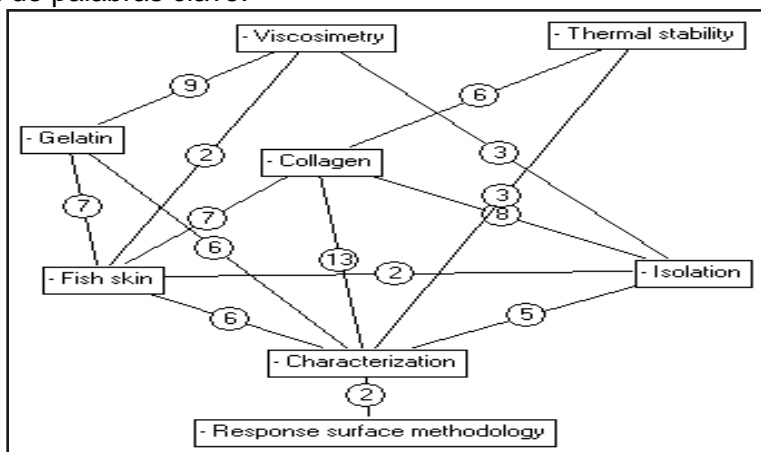 de palabras clave.
- Viscosimetry
- Thermal stability
9
6
- Gelatin
2
- Collagen
3
7
7
3
8
6
13
- Fish skin
2
- Isolation
6
5
- Characterization
2
- Response surface methodology